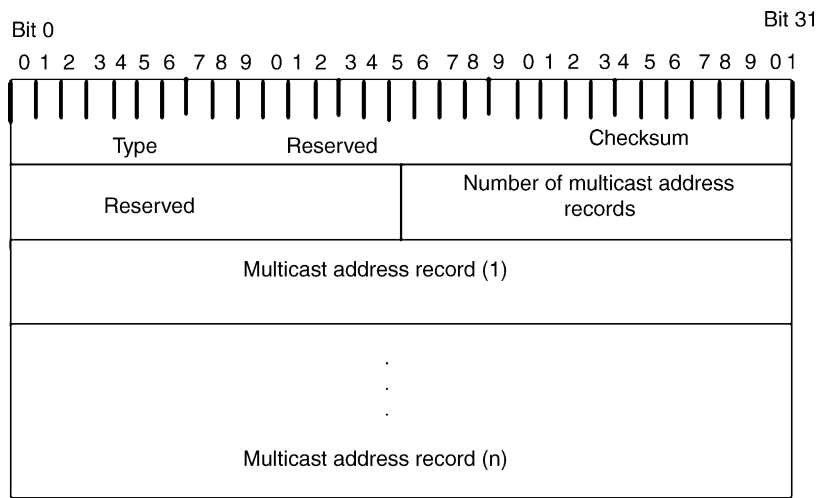 Bit 0
Bit 31
0 1 2 3 4 5 6 7 8 9 0 1 2 3 4 5 6 7 8 9 0 1 2 3 4 5 6 7 8 9 0 1
Type Reserved Checksum
Reserved
Number of multicast address
records
Multicast address record (1)
.
.
.
Multicast address record (n)